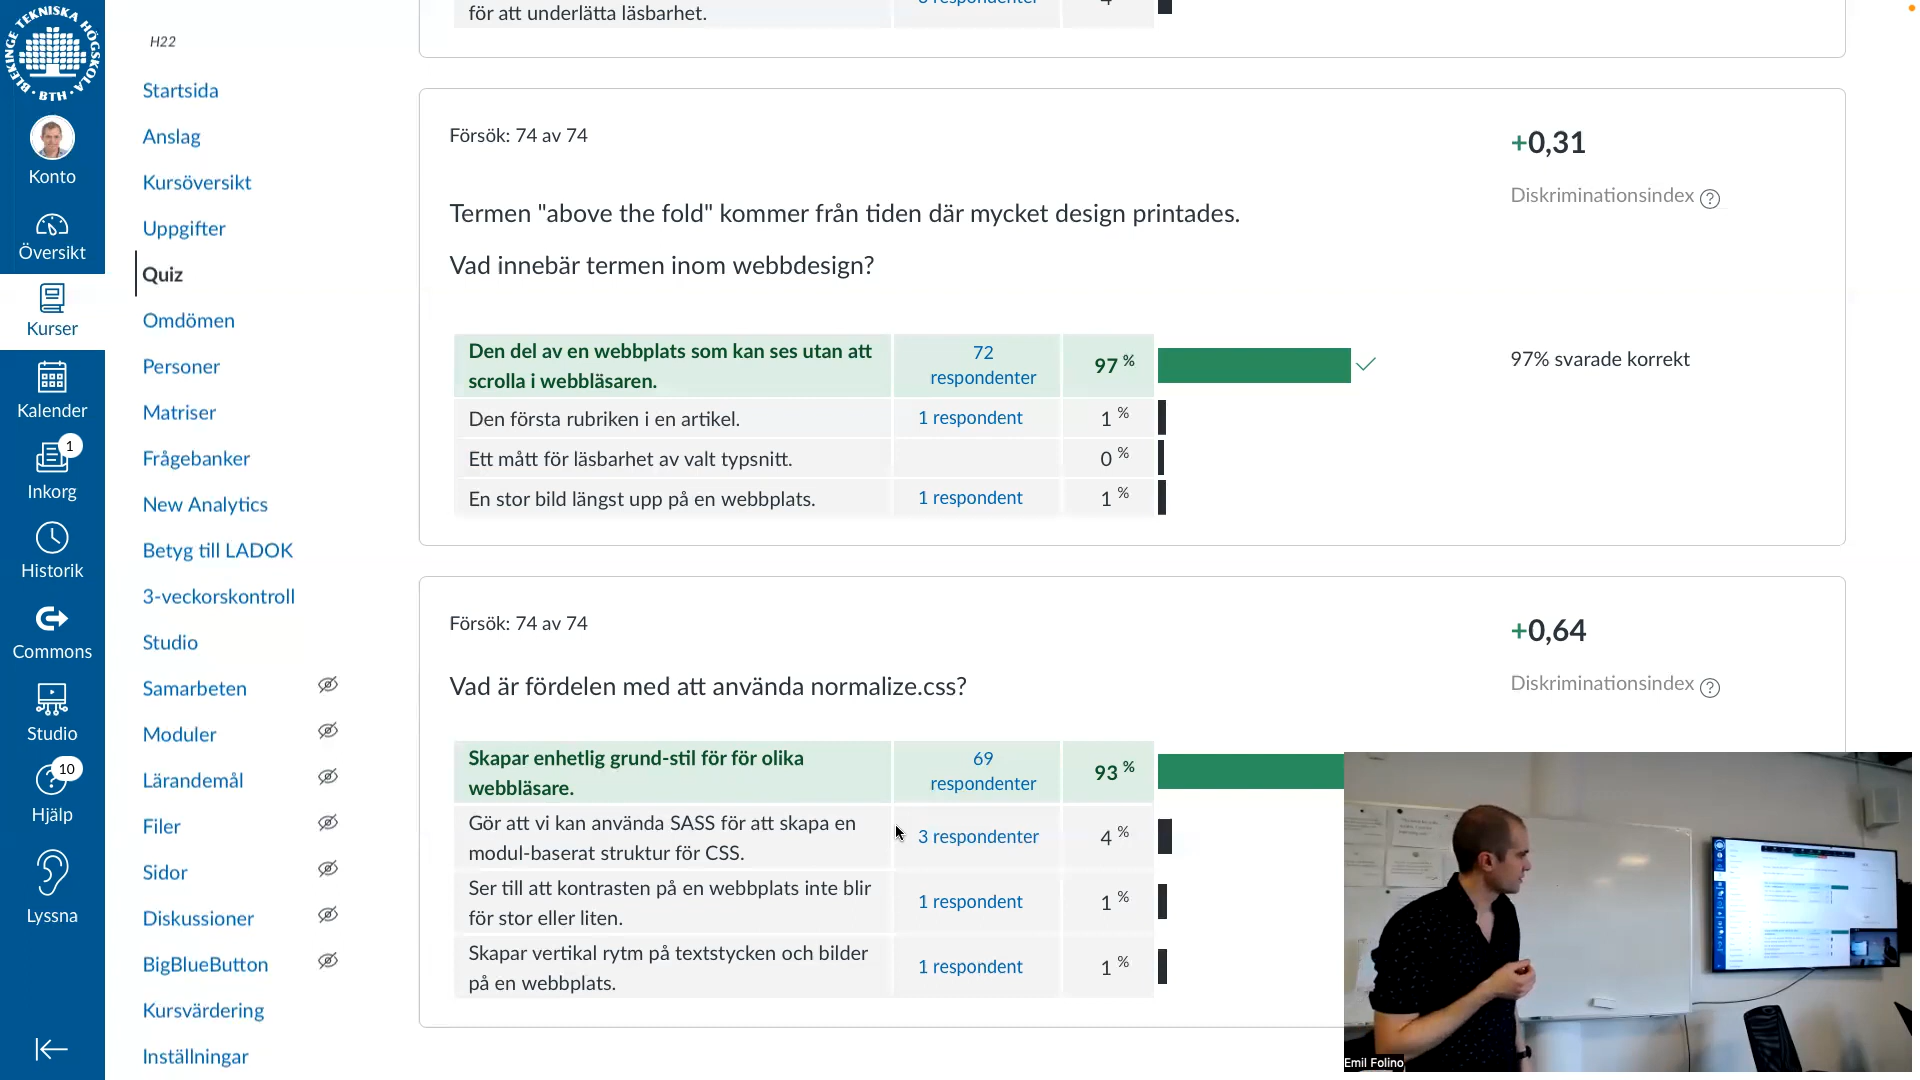 BLEKINGE TEKNISKA HÖGSKOLA · BTH ·
Konto
Översikt
Kurser
Kalender
1
Inkorg
Historik
Commons
Studio
10
Hjälp
Lyssna
H22
Startsida
Anslag
Kursöversikt
Uppgifter
Quiz
Omdömen
Personer
Matriser
Frågebanker
New Analytics
Betyg till LADOK
3-veckorskontroll
Studio
Samarbeten
Moduler
Lärandemål
Filer
Sidor
Diskussioner
BigBlueButton
Kursvärdering
Inställningar
för att underlätta läsbarhet.
Försök: 74 av 74
+0,31
Diskriminationsindex ?
Termen "above the fold" kommer från tiden där mycket design printades.
Vad innebär termen inom webbdesign?
Den del av en webbplats som kan ses utan att
scrolla i webbläsaren.
72
respondenter
97 %
97% svarade korrekt
Den första rubriken i en artikel.
1 respondent
1 %
Ett mått för läsbarhet av valt typsnitt.
0 %
En stor bild längst upp på en webbplats.
1 respondent
1 %
Försök: 74 av 74
+0,64
Diskriminationsindex ?
Vad är fördelen med att använda normalize.css?
Skapar enhetlig grund-stil för för olika
webbläsare.
69
respondenter
93 %
Gör att vi kan använda SASS för att skapa en
modul-baserat struktur för CSS.
3 respondenter
4 %
Ser till att kontrasten på en webbplats inte blir
för stor eller liten.
1 respondent
1 %
Skapar vertikal rytm på textstycken och bilder
på en webbplats.
1 respondent
1 %
Emil Folino